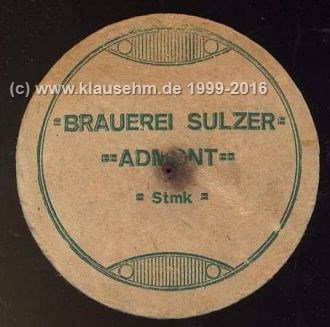 (c) www.klausehm.de 1999-2016
=BRAUEREI SULZER=
==ADMONT==
= Stmk =